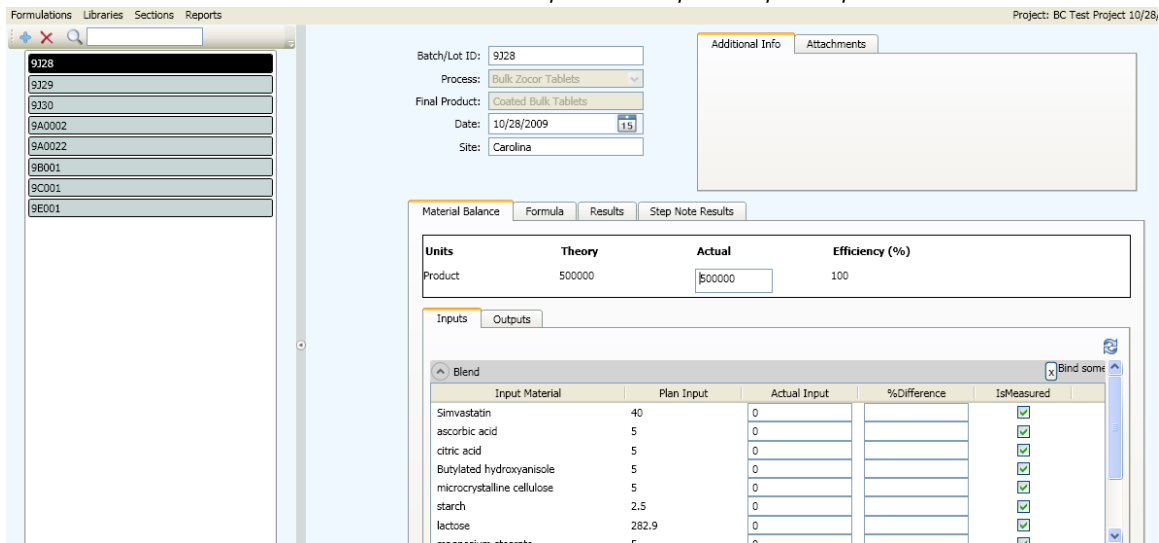 Formulations Libraries Sections Reports
Project: BC Test Project 10/28/
9J28
9J29
9J30
9A0002
9A0022
9B001
9C001
9E001
Batch/Lot ID: 9J28
Process: Bulk Zocor Tablets
Final Product: Coated Bulk Tablets
Date: 10/28/2009 15
Site: Carolina
Additional Info Attachments
Material Balance Formula Results Step Note Results
Units Theory Actual Efficiency (%)
Product 500000 500000 100
Inputs Outputs
Blend x Bind some
Input Material Plan Input Actual Input %Difference IsMeasured
Simvastatin 40 0
ascorbic acid 5 0
citric acid 5 0
Butylated hydroxyanisole 5 0
microcrystalline cellulose 5 0
starch 2.5 0
lactose 282.9 0